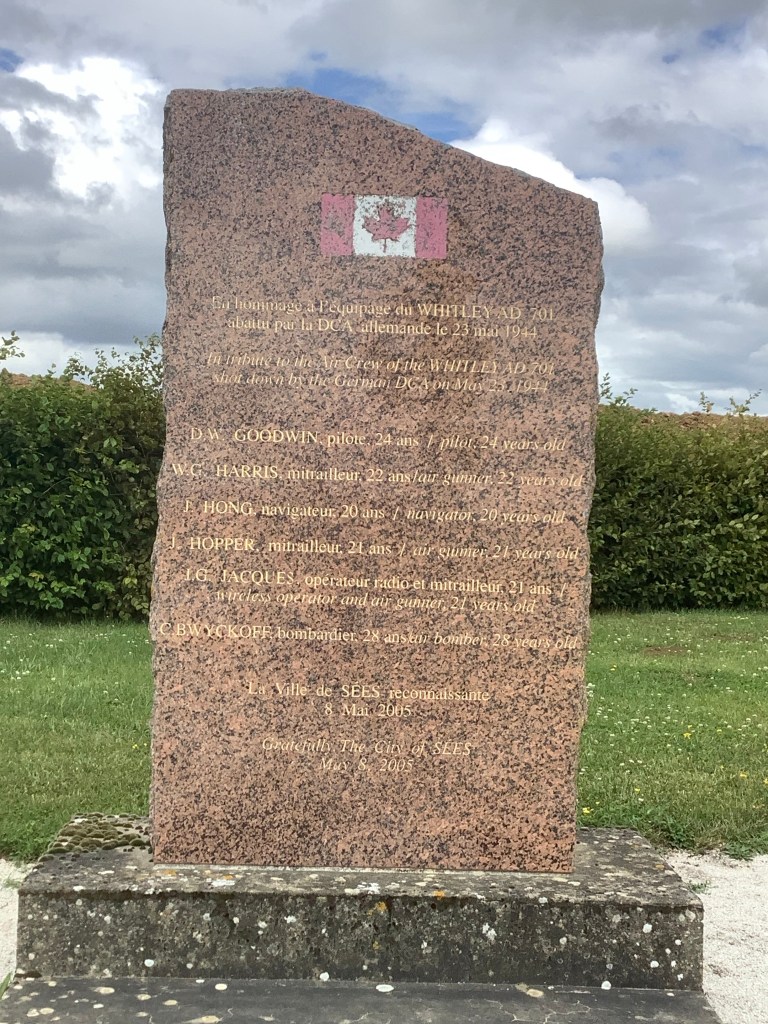 En hommage à l'équipage du WHITLEY AD 701
abattu par la DCA allemande le 23 mai 1944
In tribute to the Air Crew of the WHITLEY AD 701
shot down by the German DCA on May 23, 1944
D.W. GOODWIN, pilote, 24 ans / pilot, 24 years old
W.G. HARRIS, mitrailleur, 22 ans/air gunner, 22 years old
J. HONG, navigateur, 20 ans / navigator, 20 years old
J. HOPPER, mitrailleur, 21 ans / air gunner, 21 years old
J.G. JACQUES, opérateur radio et mitrailleur, 21 ans /
wireless operator and air gunner, 21 years old
C.B WYCKOFF, bombardier, 28 ans/air bomber, 28 years old
La Ville de SÉES reconnaissante
8 Mai 2005
Gratefully The City of SÉES
May 8, 2005